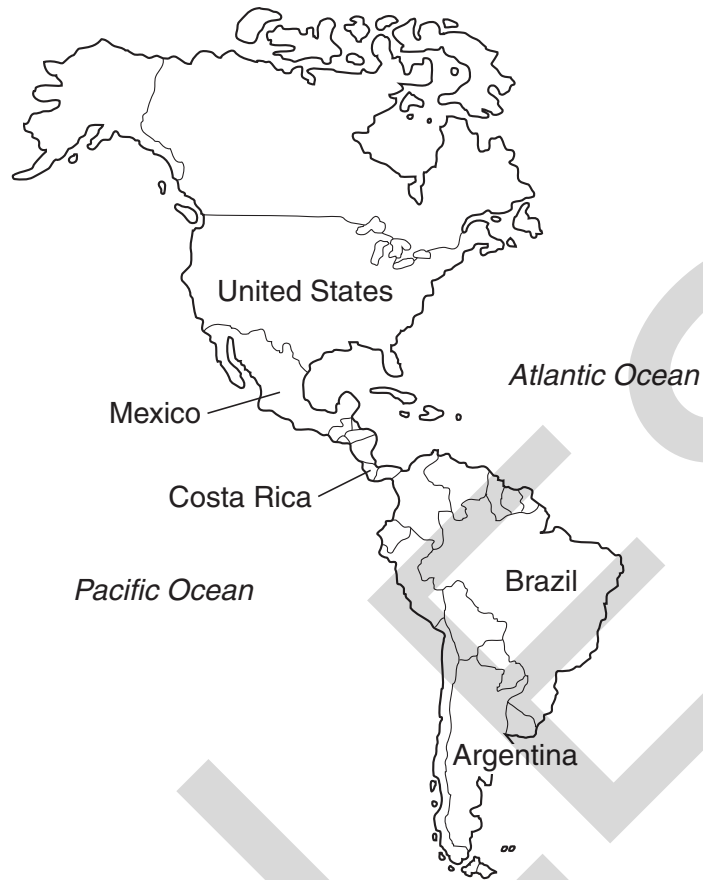 United States
Atlantic Ocean
Mexico
Costa Rica
Pacific Ocean
Brazil
Argentina